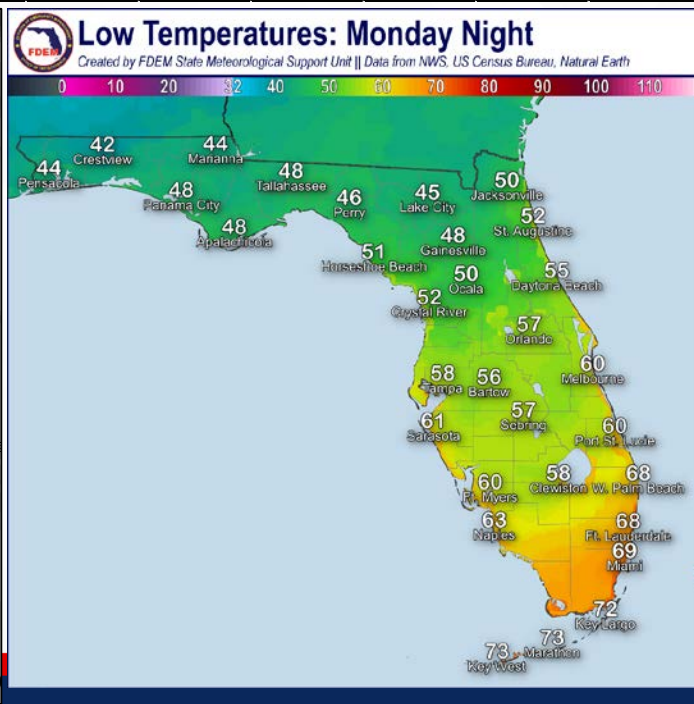 FDEM
Low Temperatures: Monday Night
Created by FDEM State Meteorological Support Unit || Data from NWS, US Census Bureau, Natural Earth
0 10 20 32 40 50 60 70 80 90 100 110
42
Crestview
44
Marianna
44
Pensacola
48
Tallahassee
48
Panama City
46
Perry
45
Lake City
50
Jacksonville
48
Apalachicola
52
St. Augustine
48
Gainesville
51
Horseshoe Beach
50
Ocala
55
Daytona Beach
52
Crystal River
57
Orlando
58
Tampa
56
Bartow
60
Melbourne
61
Sarasota
57
Sebring
60
Port St. Lucie
60
Ft. Myers
58
Clewiston
68
W. Palm Beach
63
Naples
68
Ft. Lauderdale
69
Miami
72
Key Largo
73
Marathon
73
Key West